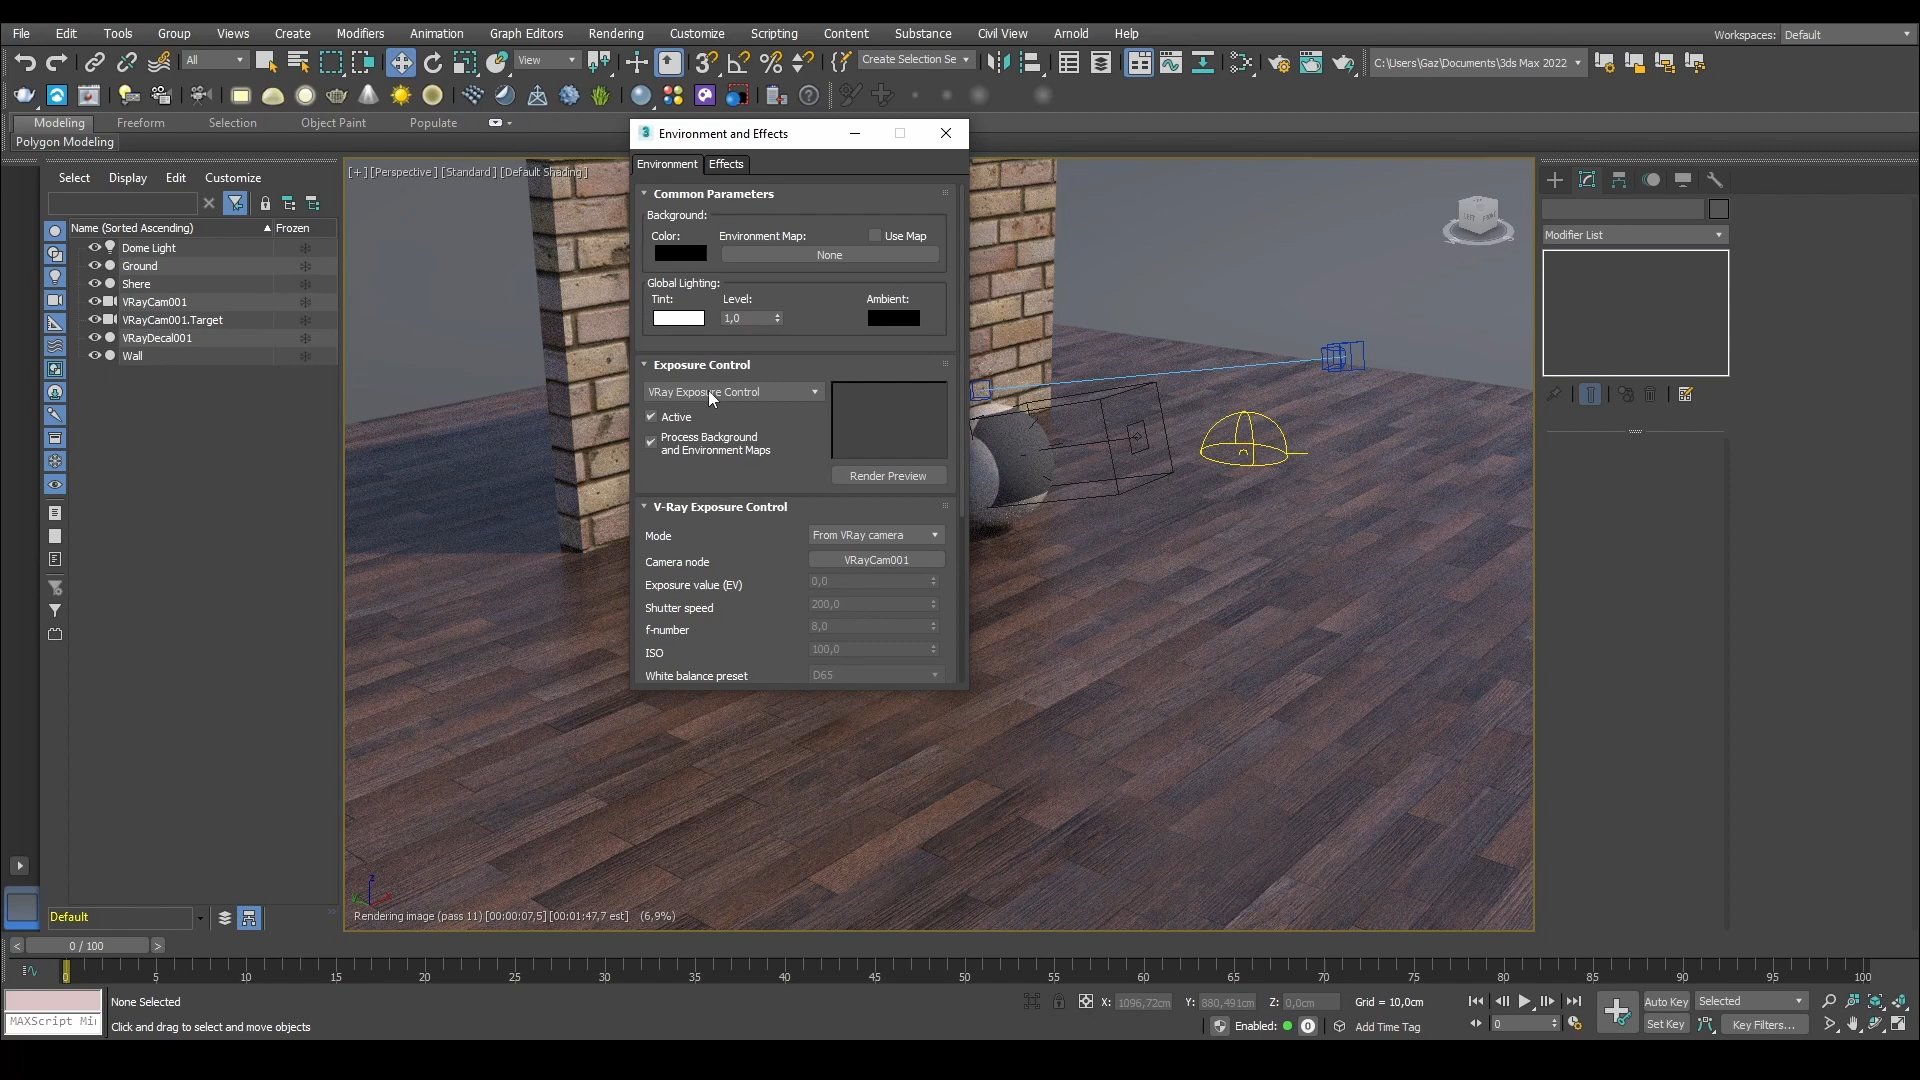 File Edit Tools Group Views Create Modifiers Animation Graph Editors Rendering Customize Scripting Content Substance Civil View Arnold Help Workspaces: Default
All View Create Selection Se C:\Users\Gaz\Documents\3ds Max 2022
Modeling Freeform Selection Object Paint Populate
Polygon Modeling
Environment and Effects
Environment Effects
Select Display Edit Customize
[+] [Perspective ] [Standard ] [Default Shading ]
Name (Sorted Ascending) Frozen
Dome Light
Ground
Shere
VRayCam001
VRayCam001.Target
VRayDecal001
Wall
Common Parameters
Background:
Color: Environment Map: Use Map
None
Global Lighting:
Tint: Level: Ambient:
1,0
Exposure Control
VRay Exposure Control
Active
Process Background
and Environment Maps
Render Preview
V-Ray Exposure Control
Mode From VRay camera
Camera node VRayCam001
Exposure value (EV) 0,0
Shutter speed 200,0
f-number 8,0
ISO 100,0
White balance preset D65
LEFT FRONT
Modifier List
z
Rendering image (pass 11) [00:00:07,5] [00:01:47,7 est] (6,9%)
Default
< 0 / 100 >
0 5 10 15 20 25 30 35 40 45 50 55 60 65 70 75 80 85 90 95 100
None Selected X: 1096,72cm Y: 880,491cm Z: 0,0cm Grid = 10,0cm Auto Key Selected
MAXScript Mi Click and drag to select and move objects Enabled: 0 Add Time Tag 0 Set Key Key Filters...